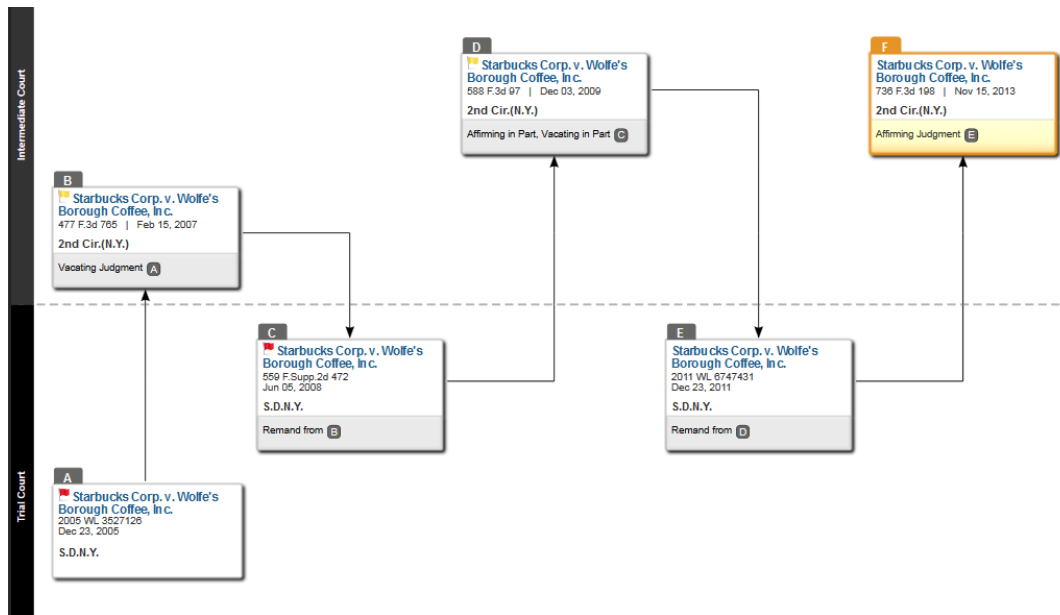 Intermediate Court
Trial Court
A
Starbucks Corp. v. Wolfe's
Borough Coffee, Inc.
2005 WL 3527126
Dec 23, 2005
S.D.N.Y.
B
Starbucks Corp. v. Wolfe's
Borough Coffee, Inc.
477 F.3d 765 | Feb 15, 2007
2nd Cir.(N.Y.)
Vacating Judgment A
C
Starbucks Corp. v. Wolfe's
Borough Coffee, Inc.
559 F.Supp.2d 472
Jun 05, 2008
S.D.N.Y.
Remand from B
D
Starbucks Corp. v. Wolfe's
Borough Coffee, Inc.
588 F.3d 97 | Dec 03, 2009
2nd Cir.(N.Y.)
Affirming in Part, Vacating in Part C
E
Starbucks Corp. v. Wolfe's
Borough Coffee, Inc.
2011 WL 6747431
Dec 23, 2011
S.D.N.Y.
Remand from D
F
Starbucks Corp. v. Wolfe's
Borough Coffee, Inc.
736 F.3d 198 | Nov 15, 2013
2nd Cir.(N.Y.)
Affirming Judgment E